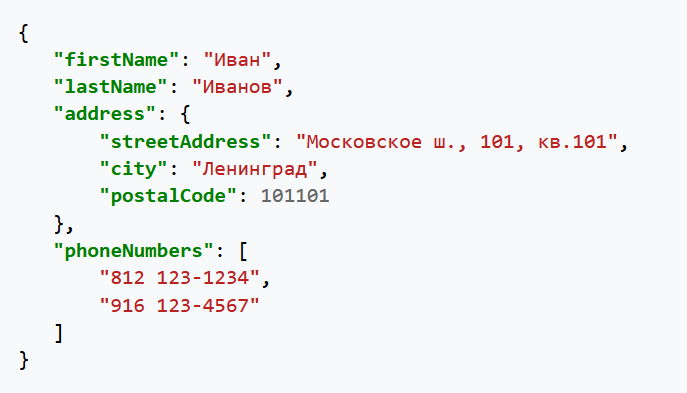 {
    "firstName": "Иван",
    "lastName": "Иванов",
    "address": {
        "streetAddress": "Московское ш., 101, кв.101",
        "city": "Ленинград",
        "postalCode": 101101
    },
    "phoneNumbers": [
        "812 123-1234",
        "916 123-4567"
    ]
}